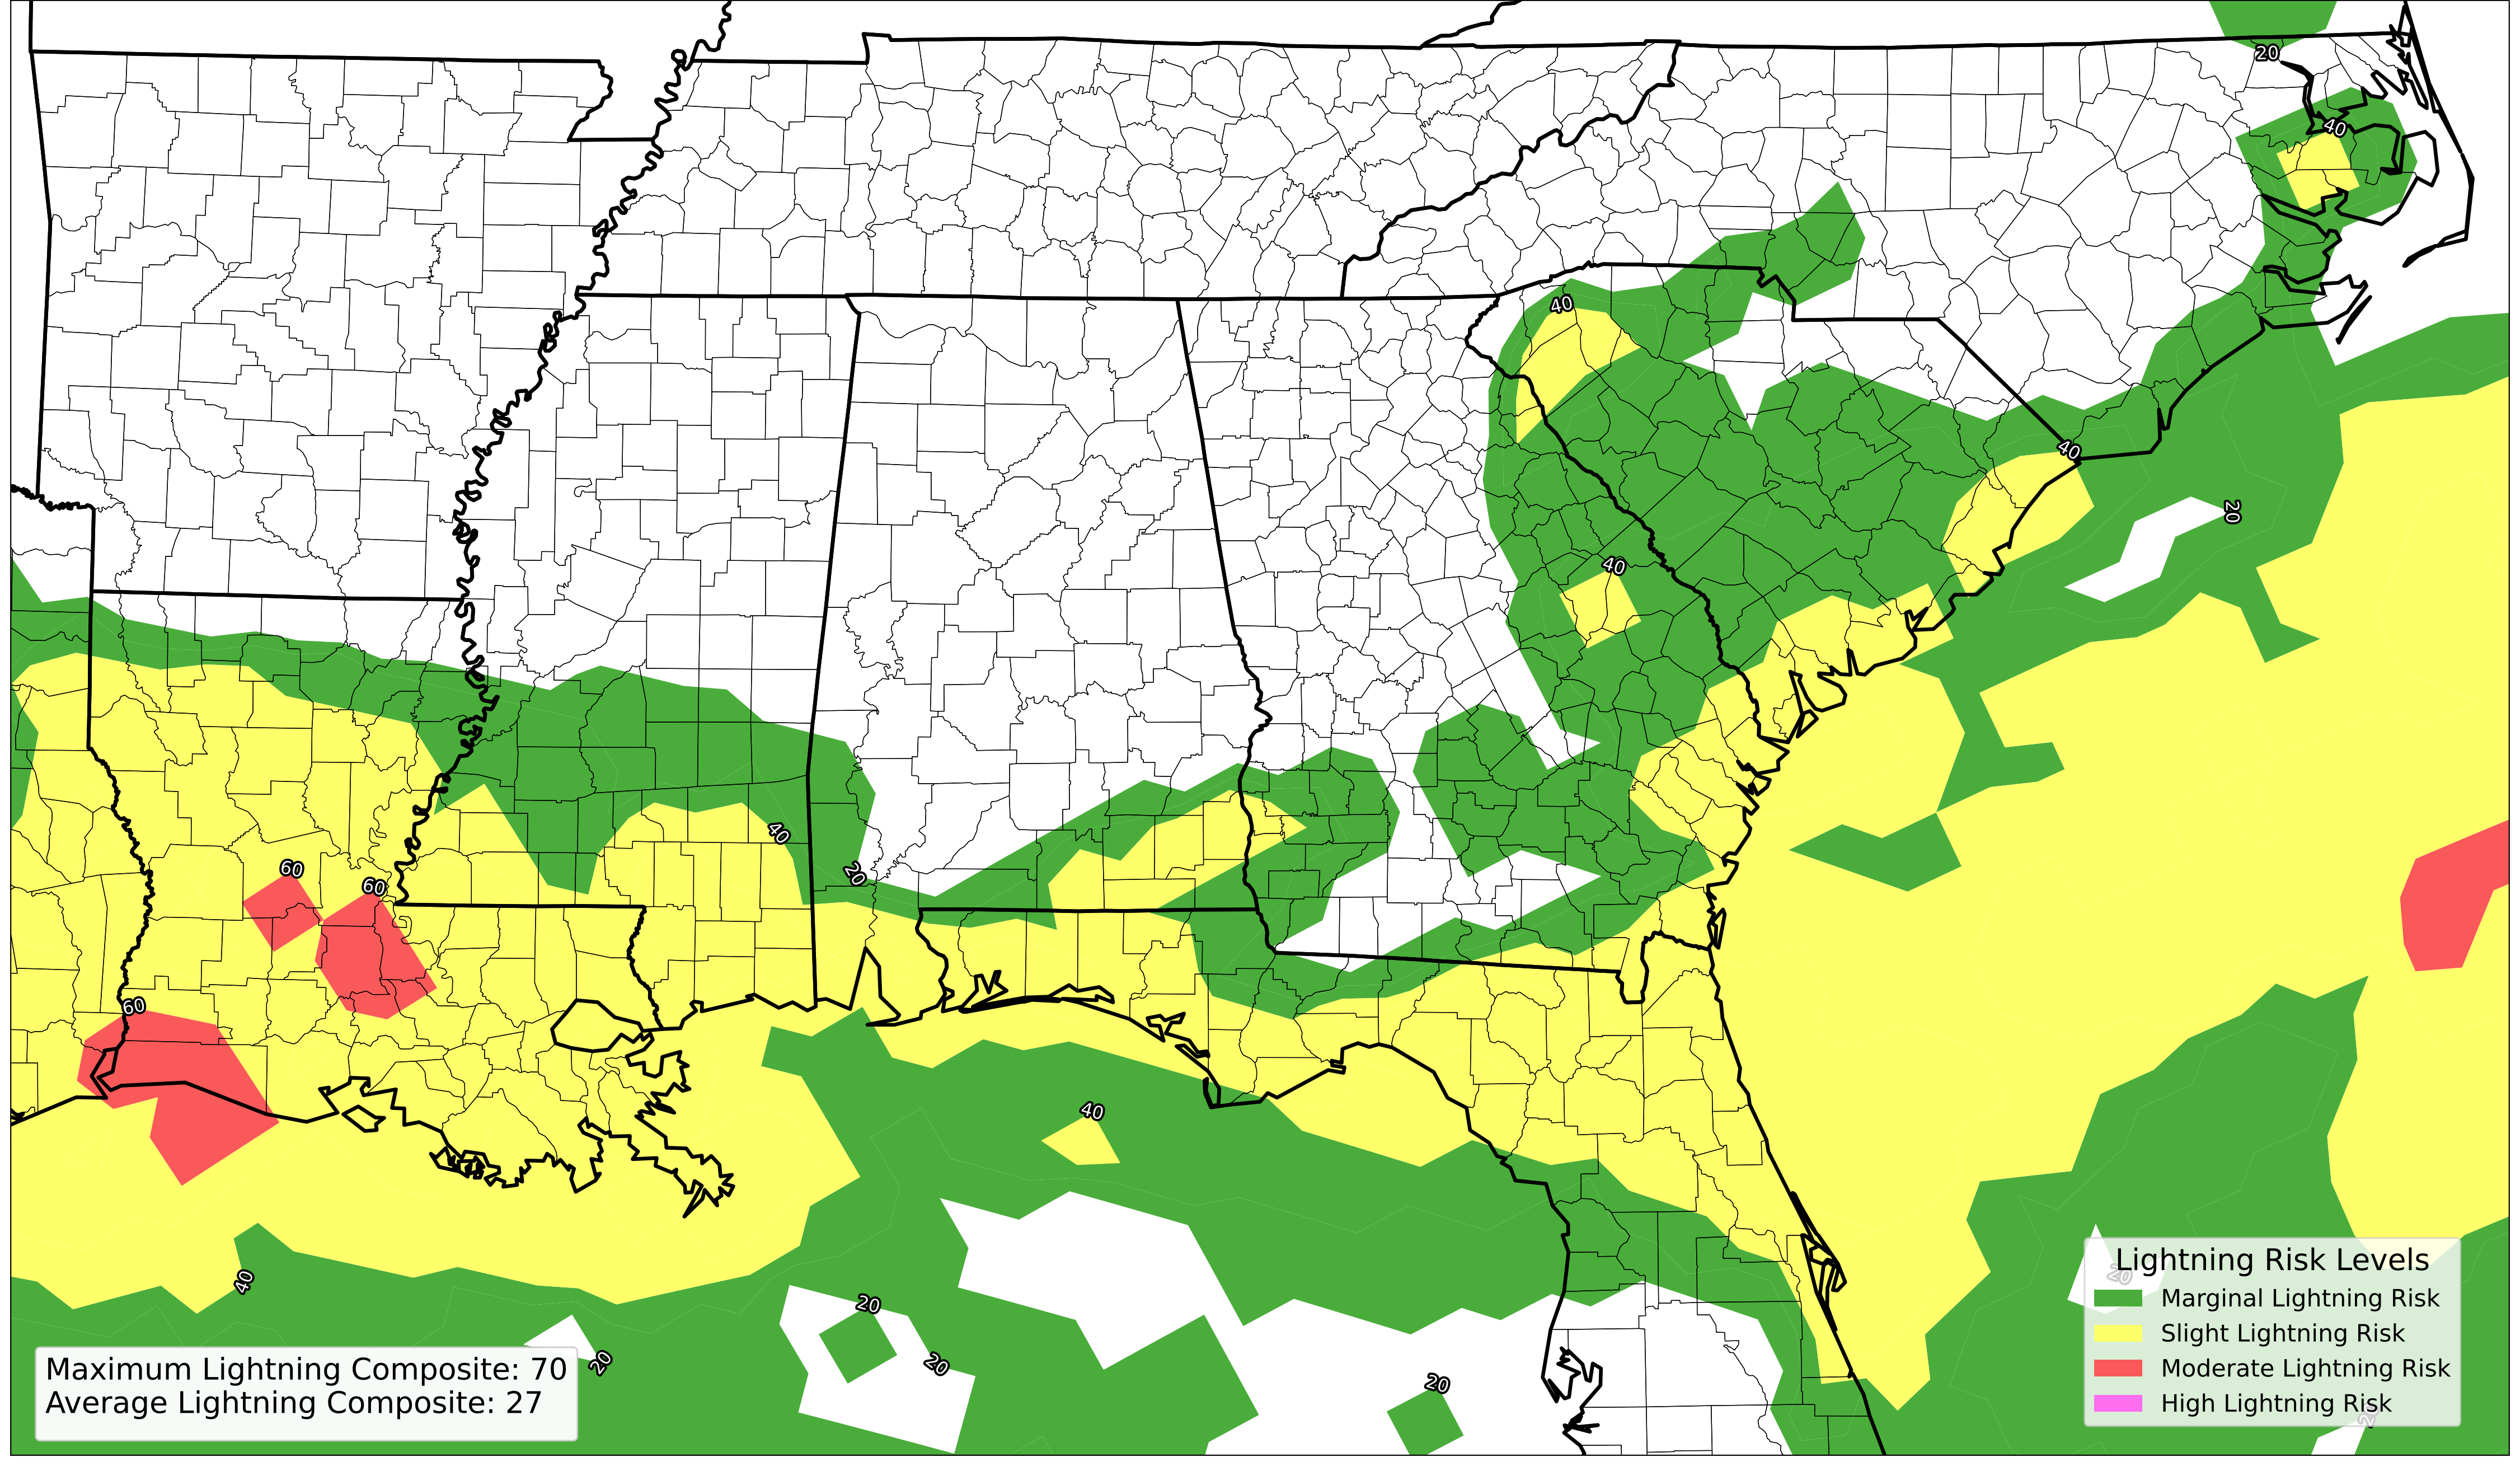 20
40
40
40
20
40
40
20
60
60
60
40
40
20
20
20
20
20
20
Lightning Risk Levels
Marginal Lightning Risk
Slight Lightning Risk
Moderate Lightning Risk
High Lightning Risk
Maximum Lightning Composite: 70
Average Lightning Composite: 27